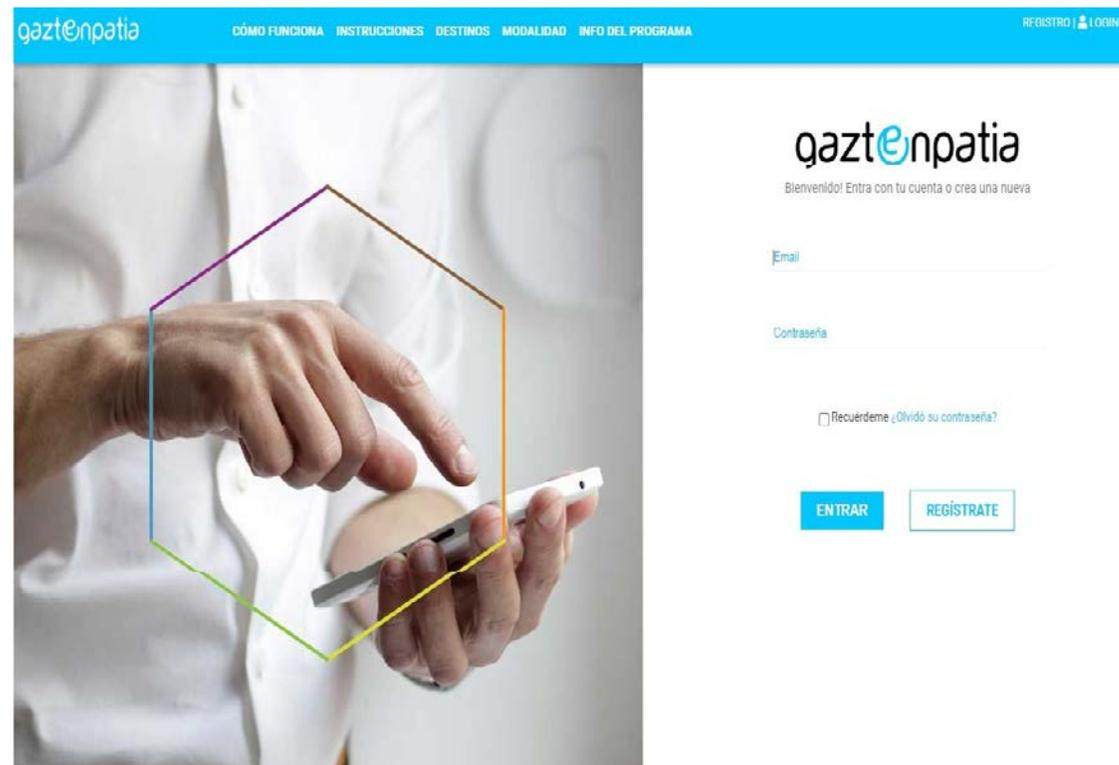 gaztenpatia
CÓMO FUNCIONA INSTRUCCIONES DESTINOS MODALIDAD INFO DEL PROGRAMA
REGISTRO | LOGIN
gaztenpatia
Bienvenido! Entra con tu cuenta o crea una nueva
Email
Contraseña
Recuérdeme ¿Olvidó su contraseña?
ENTRAR
REGÍSTRATE